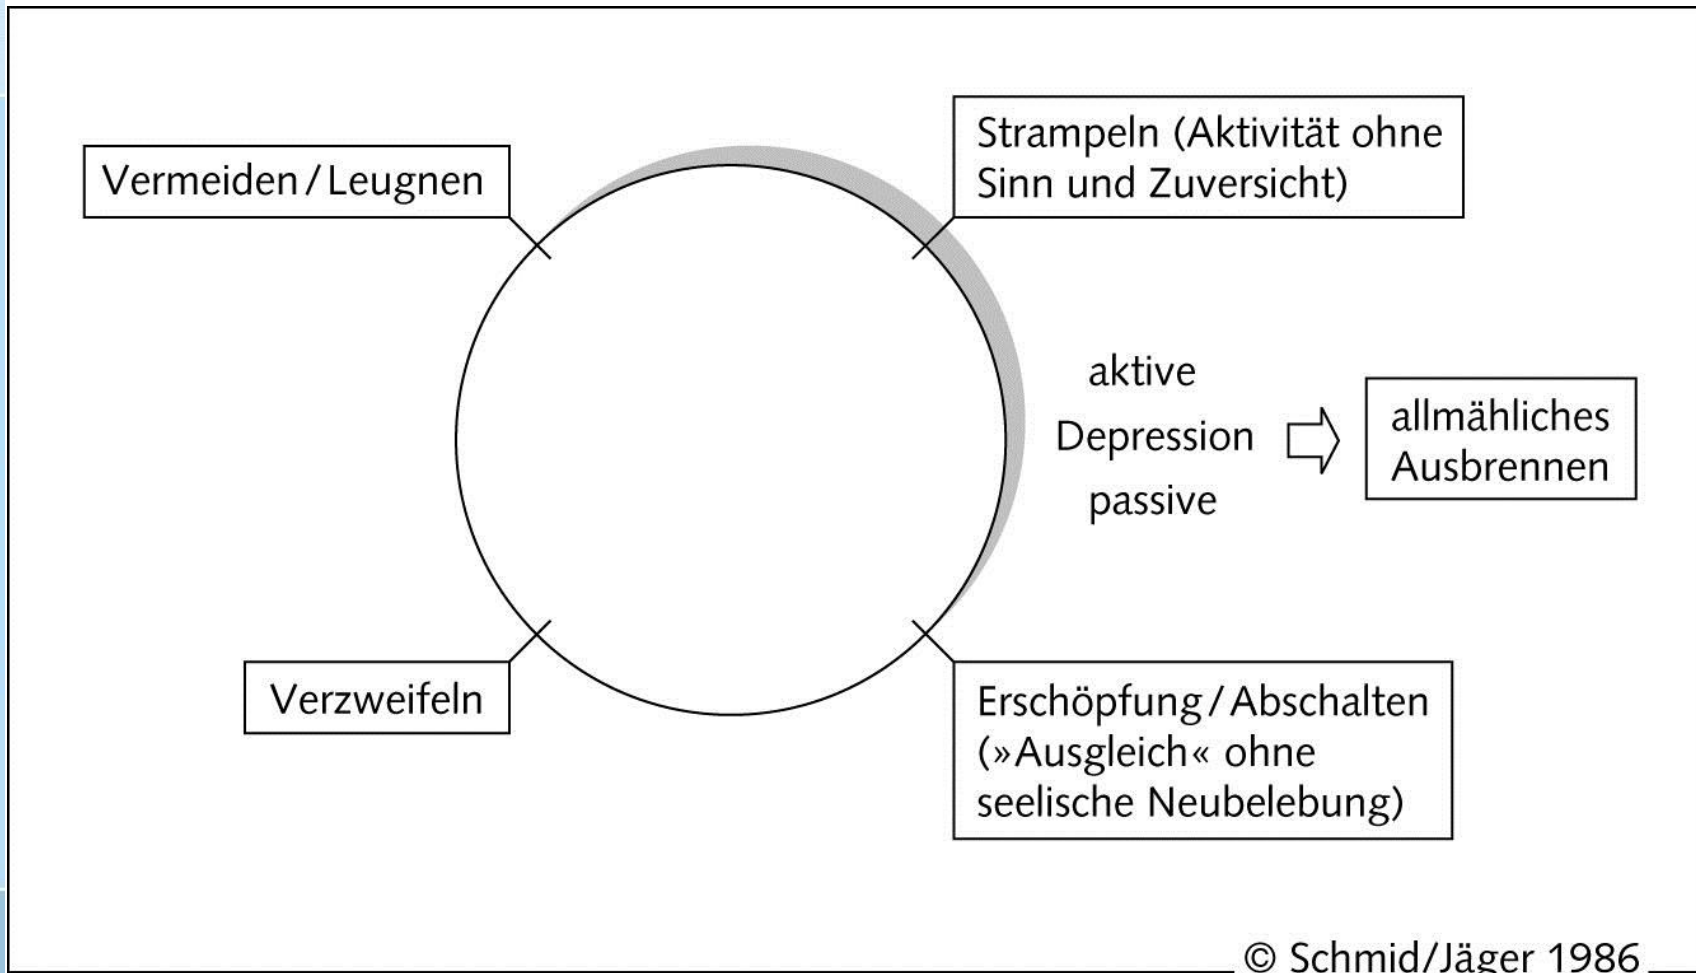 Vermeiden / Leugnen
Strampeln (Aktivität ohne
Sinn und Zuversicht)
aktive
Depression
passive
allmähliches
Ausbrennen
Verzweifeln
Erschöpfung / Abschalten
(»Ausgleich« ohne
seelische Neubelebung)
© Schmid/Jäger 1986